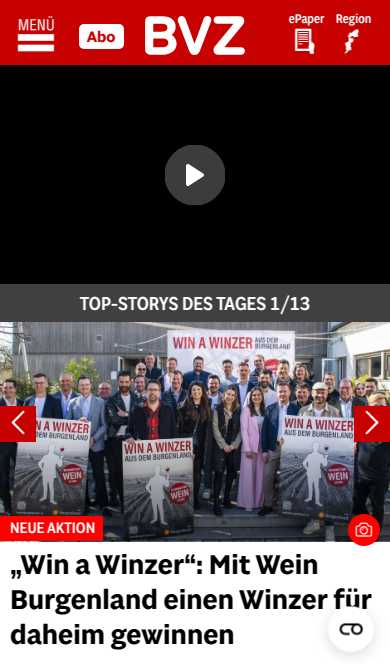 MENÜ
Abo
BVZ
ePaper
Region
TOP-STORYS DES TAGES 1/13
WIN A WINZER AUS DEM BURGENLAND
WIN A WINZER
AUS DEM BURGENLAND
WIN A WINZER
AUS DEM BURGENLAND
WIN A WINZER
AUS DEM BURGENLAND
NEUE AKTION
„Win a Winzer“: Mit Wein
Burgenland einen Winzer für
daheim gewinnen